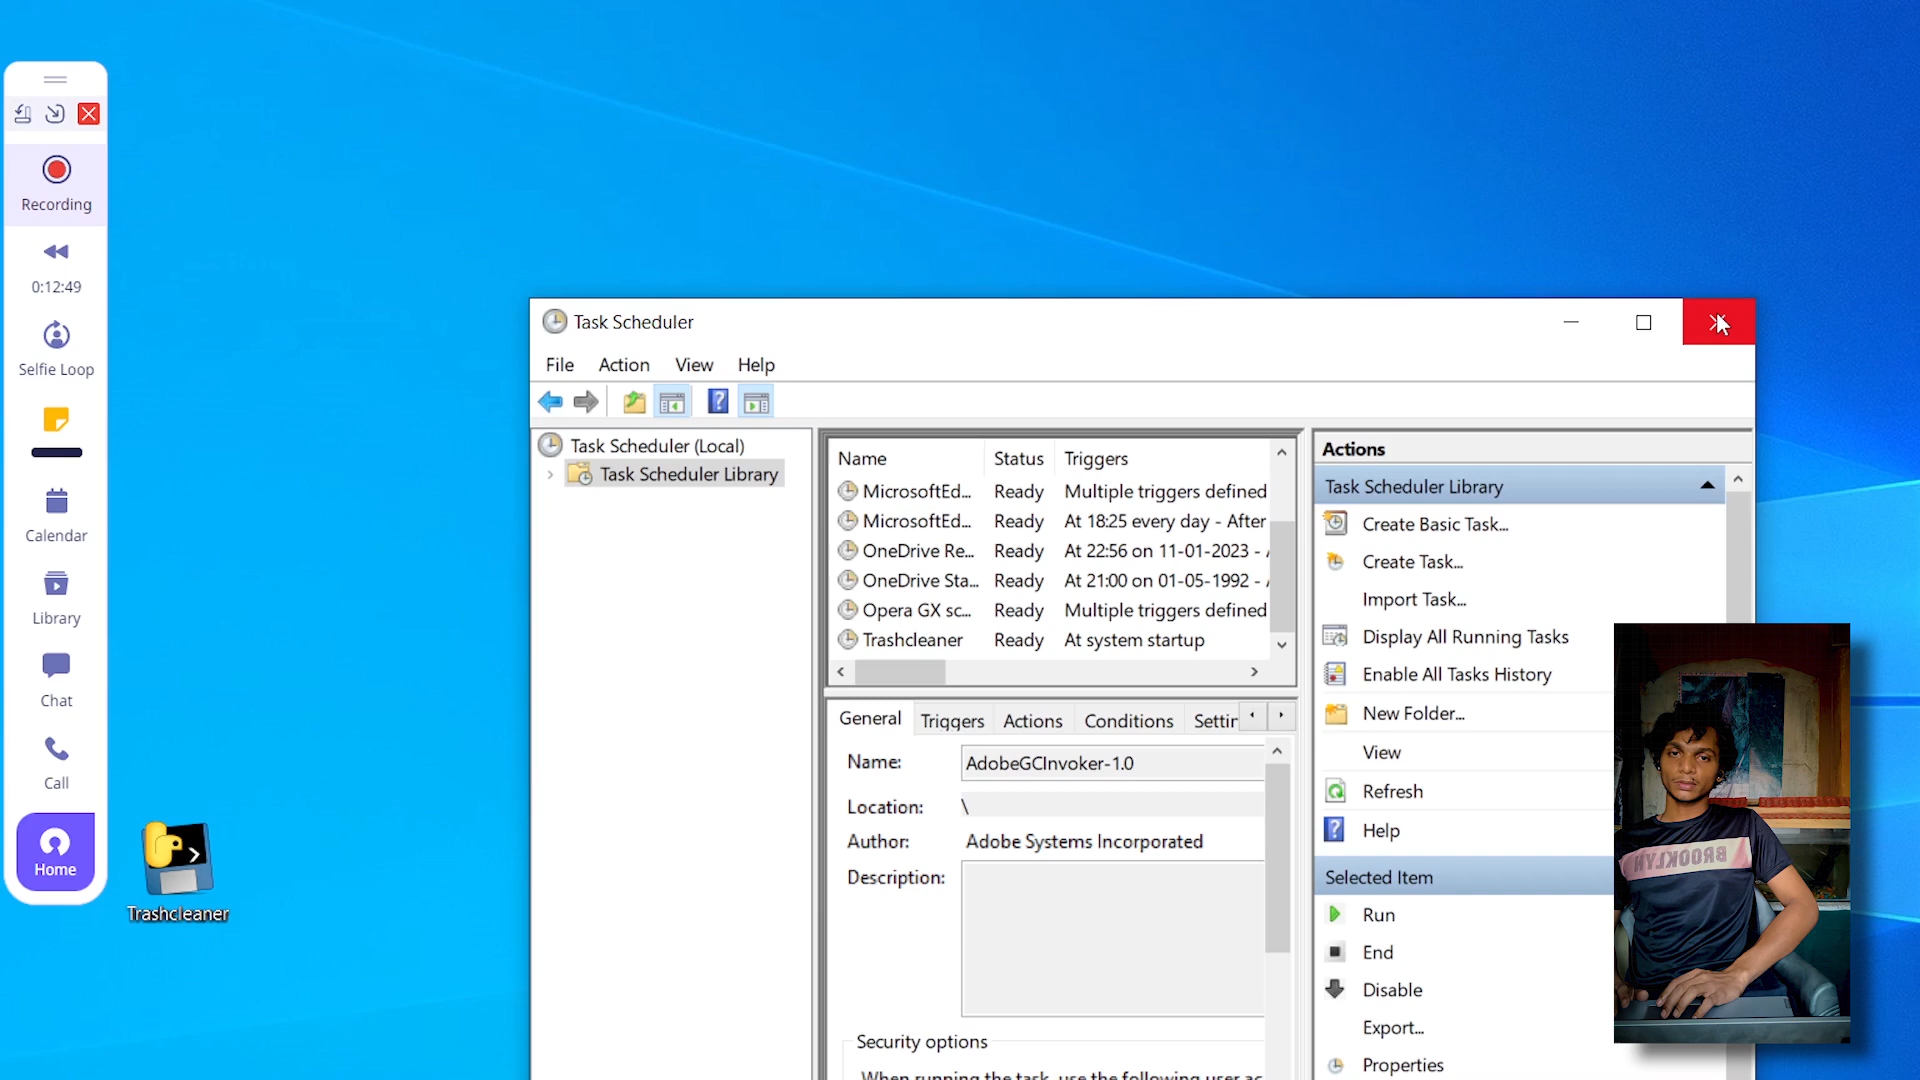 Recording
0:12:49
Selfie Loop
Calendar
Library
Chat
Call
Home
Trashcleaner
Task Scheduler
File Action View Help
Task Scheduler (Local)
Task Scheduler Library
Name Status Triggers
MicrosoftEd... Ready Multiple triggers defined
MicrosoftEd... Ready At 18:25 every day - After
OneDrive Re... Ready At 22:56 on 11-01-2023 -
OneDrive Sta... Ready At 21:00 on 01-05-1992 -
Opera GX sc... Ready Multiple triggers defined
Trashcleaner Ready At system startup
General Triggers Actions Conditions Settin
Name: AdobeGCInvoker-1.0
Location: \
Author: Adobe Systems Incorporated
Description:
Security options
When running the task, use the following user ac
Actions
Task Scheduler Library
Create Basic Task...
Create Task...
Import Task...
Display All Running Tasks
Enable All Tasks History
New Folder...
View
Refresh
Help
Selected Item
Run
End
Disable
Export...
Properties
BROOKLYN